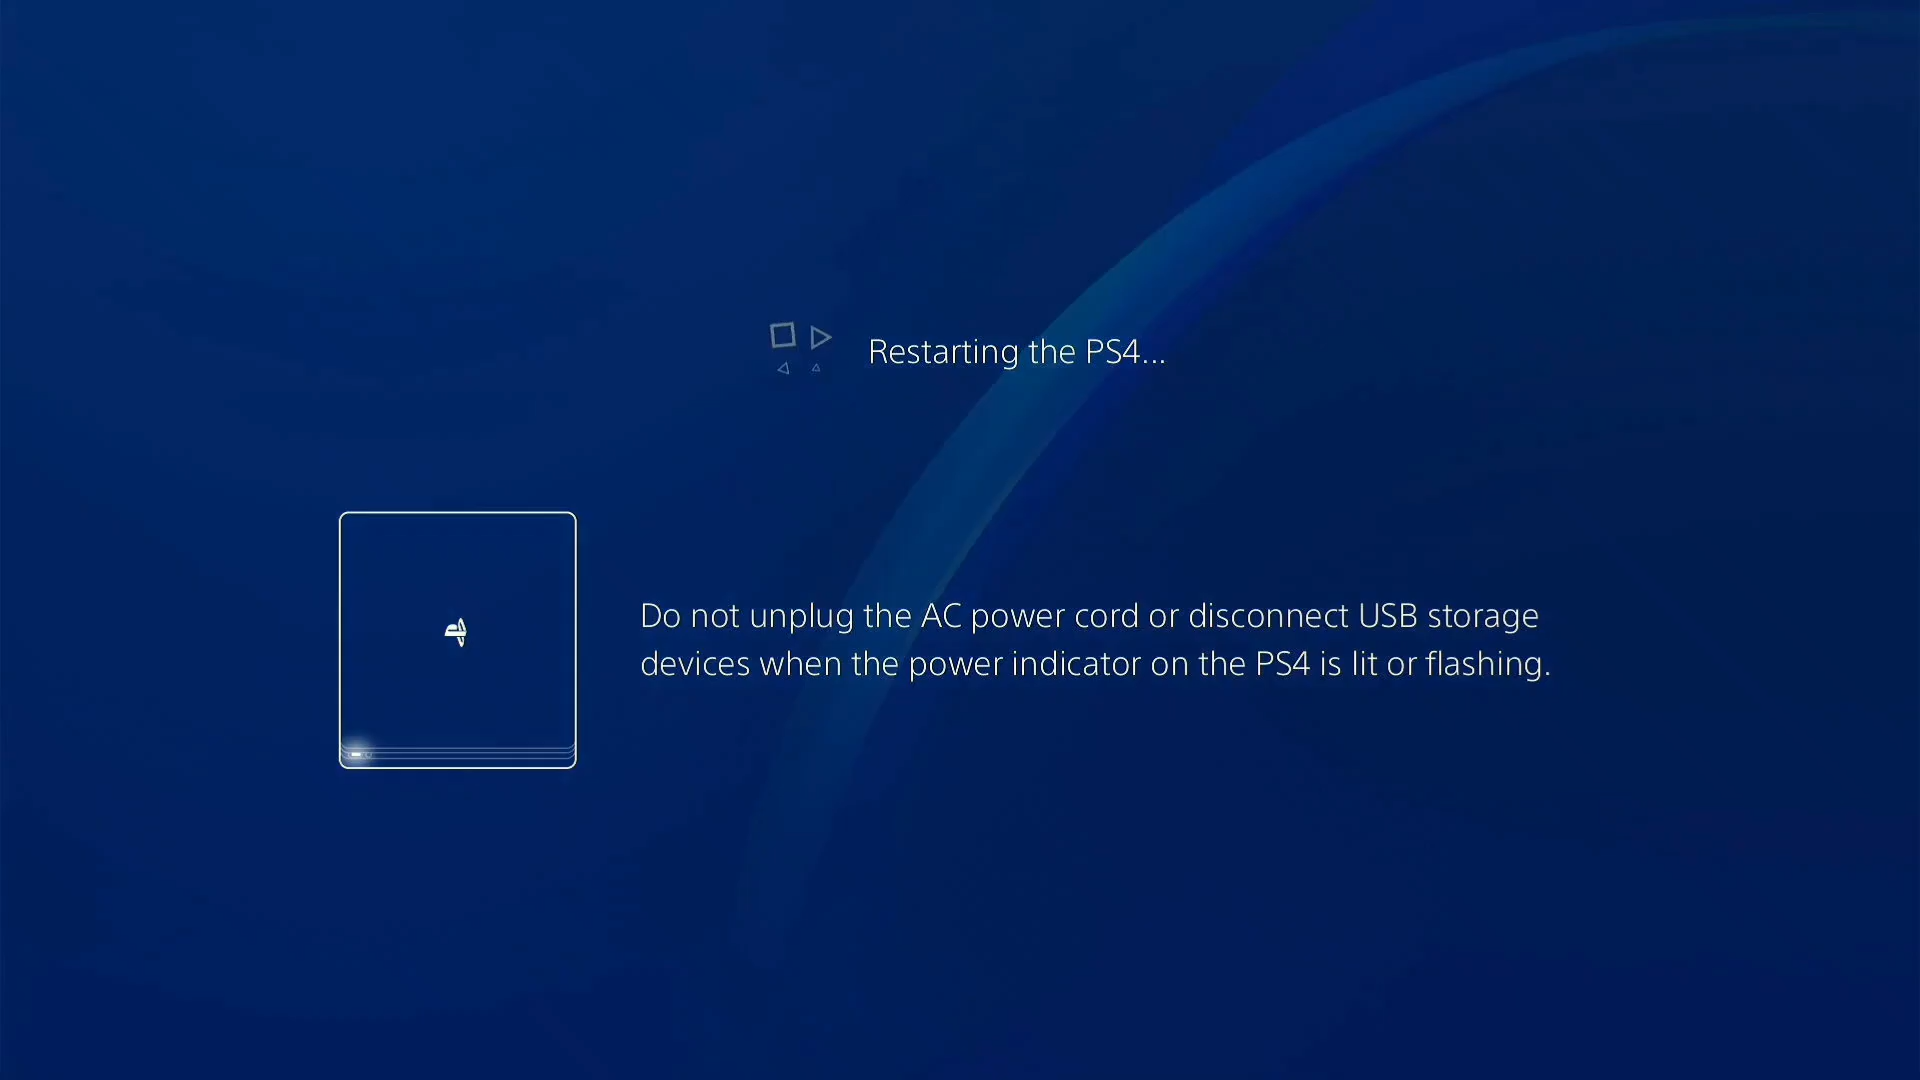 Restarting the PS4...
Do not unplug the AC power cord or disconnect USB storage
devices when the power indicator on the PS4 is lit or flashing.